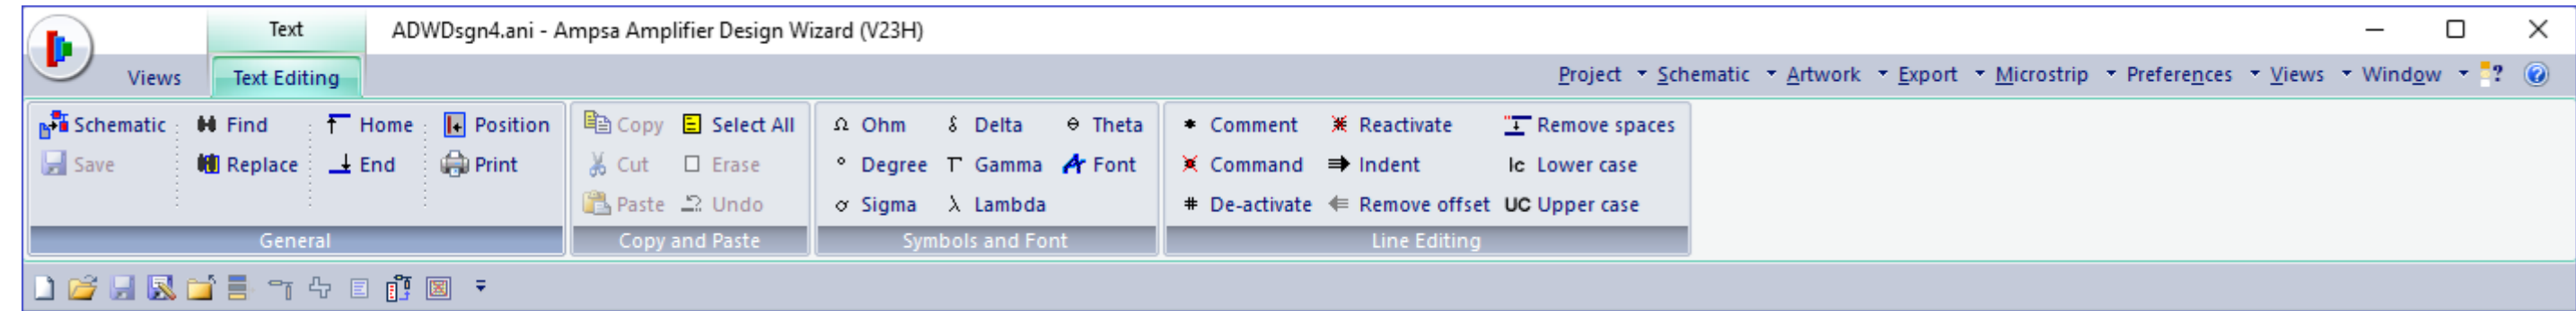 Text ADWDsgn4.ani - Ampsa Amplifier Design Wizard (V23H)
Views Text Editing Project Schematic Artwork Export Microstrip Preferences Views Window ?
Schematic Find Home Position Copy Select All Ω Ohm δ Delta θ Theta * Comment Reactivate Remove spaces
Save Replace End Print Cut Erase ° Degree Γ Gamma A Font Command Indent lc Lower case
Paste Undo σ Sigma λ Lambda # De-activate Remove offset UC Upper case
General Copy and Paste Symbols and Font Line Editing